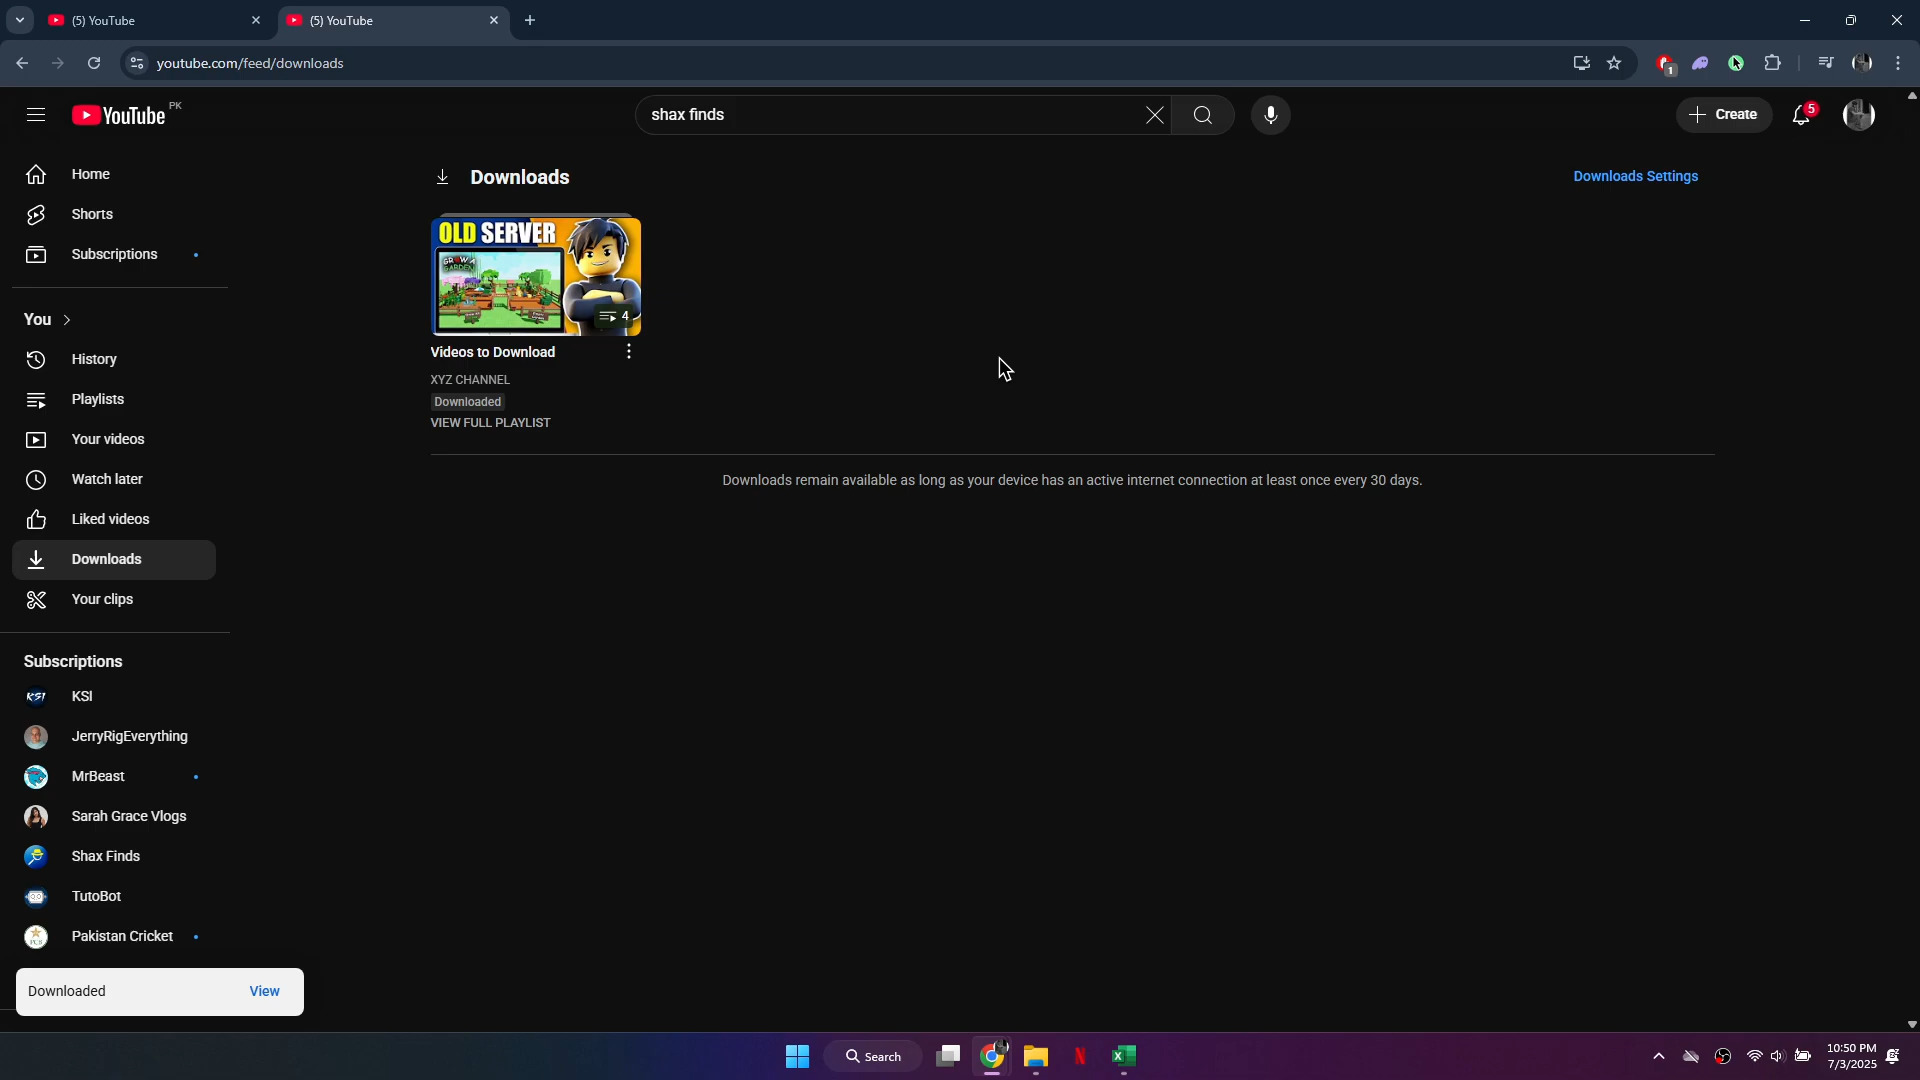 (5) YouTube
(5) YouTube
youtube.com/feed/downloads
1
YouTube PK
shax finds
Create
5
Home
Shorts
Subscriptions
You
History
Playlists
Your videos
Watch later
Liked videos
Downloads
Your clips
Subscriptions
KSI
KSI
JerryRigEverything
MrBeast
Sarah Grace Vlogs
Shax Finds
TutoBot
Pakistan Cricket
Downloaded
View
Downloads
Downloads Settings
OLD SERVER
GROW A
GARDEN
4
Videos to Download
XYZ CHANNEL
Downloaded
VIEW FULL PLAYLIST
Downloads remain available as long as your device has an active internet connection at least once every 30 days.
Search
10:50 PM
7/3/2025